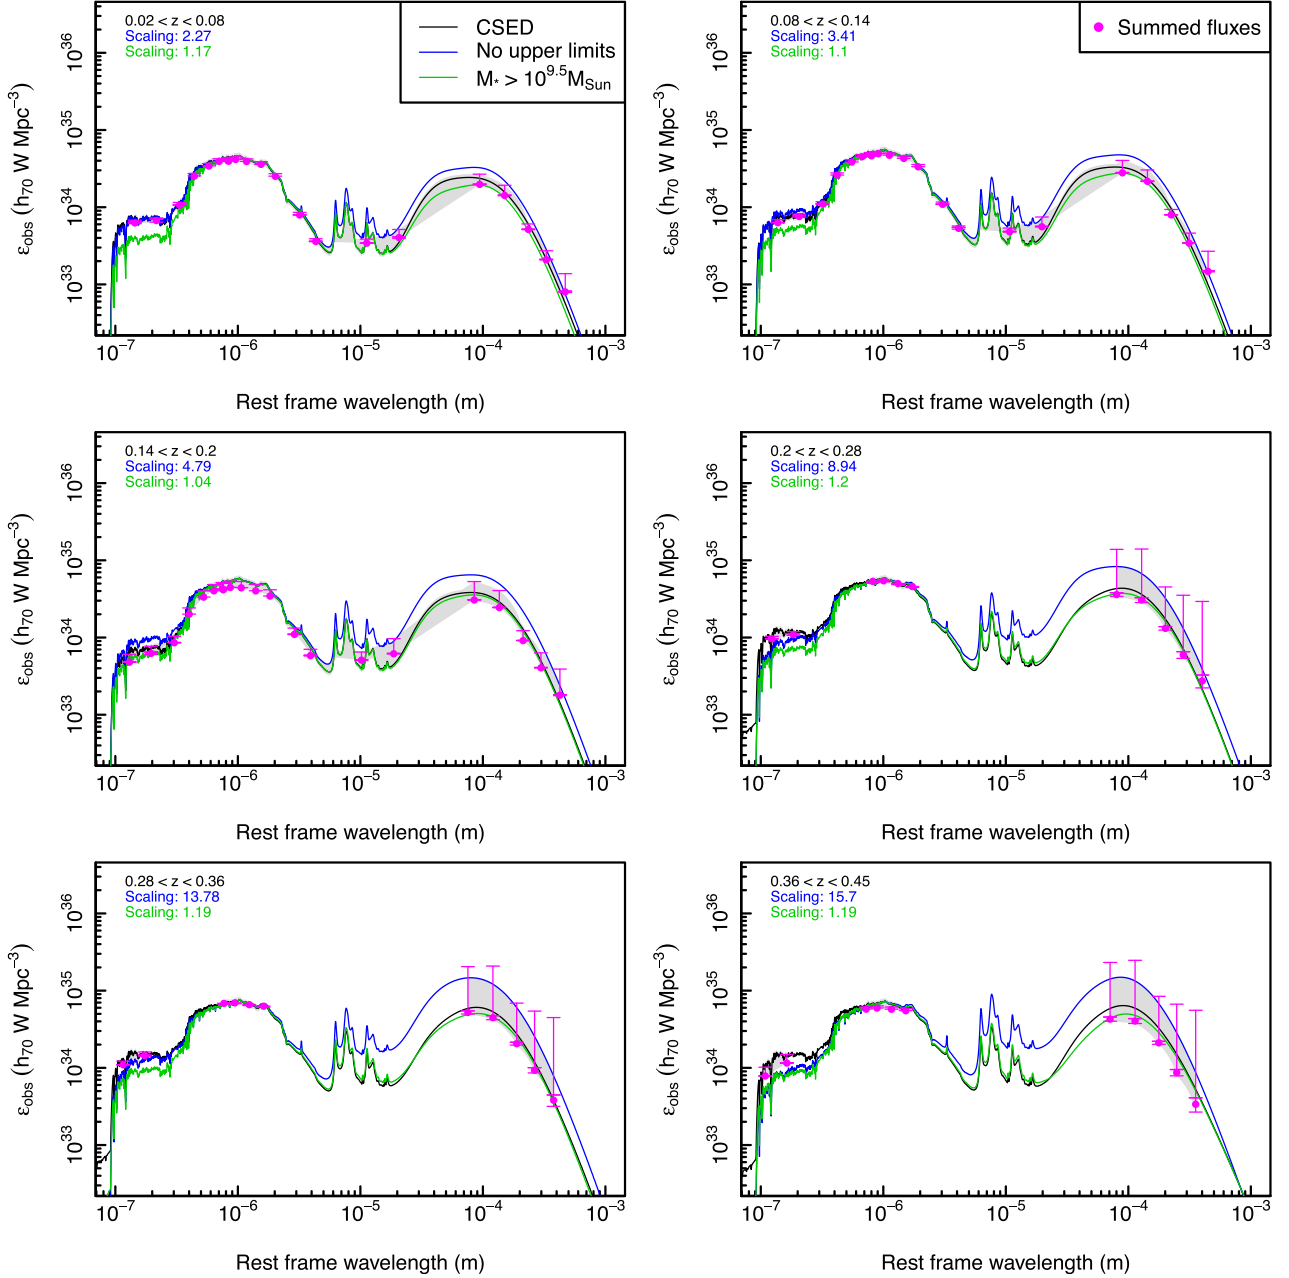 0.02 < z < 0.08
Scaling: 2.27
Scaling: 1.17
CSED
No upper limits
M* > 10^9.5 M_Sun
10^36
10^35
10^34
10^33
ε_obs (h_70 W Mpc^−3)
10^−7 10^−6 10^−5 10^−4 10^−3
Rest frame wavelength (m)
0.08 < z < 0.14
Scaling: 3.41
Scaling: 1.1
Summed fluxes
10^36
10^35
10^34
10^33
ε_obs (h_70 W Mpc^−3)
10^−7 10^−6 10^−5 10^−4 10^−3
Rest frame wavelength (m)
0.14 < z < 0.2
Scaling: 4.79
Scaling: 1.04
10^36
10^35
10^34
10^33
ε_obs (h_70 W Mpc^−3)
10^−7 10^−6 10^−5 10^−4 10^−3
Rest frame wavelength (m)
0.2 < z < 0.28
Scaling: 8.94
Scaling: 1.2
10^36
10^35
10^34
10^33
ε_obs (h_70 W Mpc^−3)
10^−7 10^−6 10^−5 10^−4 10^−3
Rest frame wavelength (m)
0.28 < z < 0.36
Scaling: 13.78
Scaling: 1.19
10^36
10^35
10^34
10^33
ε_obs (h_70 W Mpc^−3)
10^−7 10^−6 10^−5 10^−4 10^−3
Rest frame wavelength (m)
0.36 < z < 0.45
Scaling: 15.7
Scaling: 1.19
10^36
10^35
10^34
10^33
ε_obs (h_70 W Mpc^−3)
10^−7 10^−6 10^−5 10^−4 10^−3
Rest frame wavelength (m)